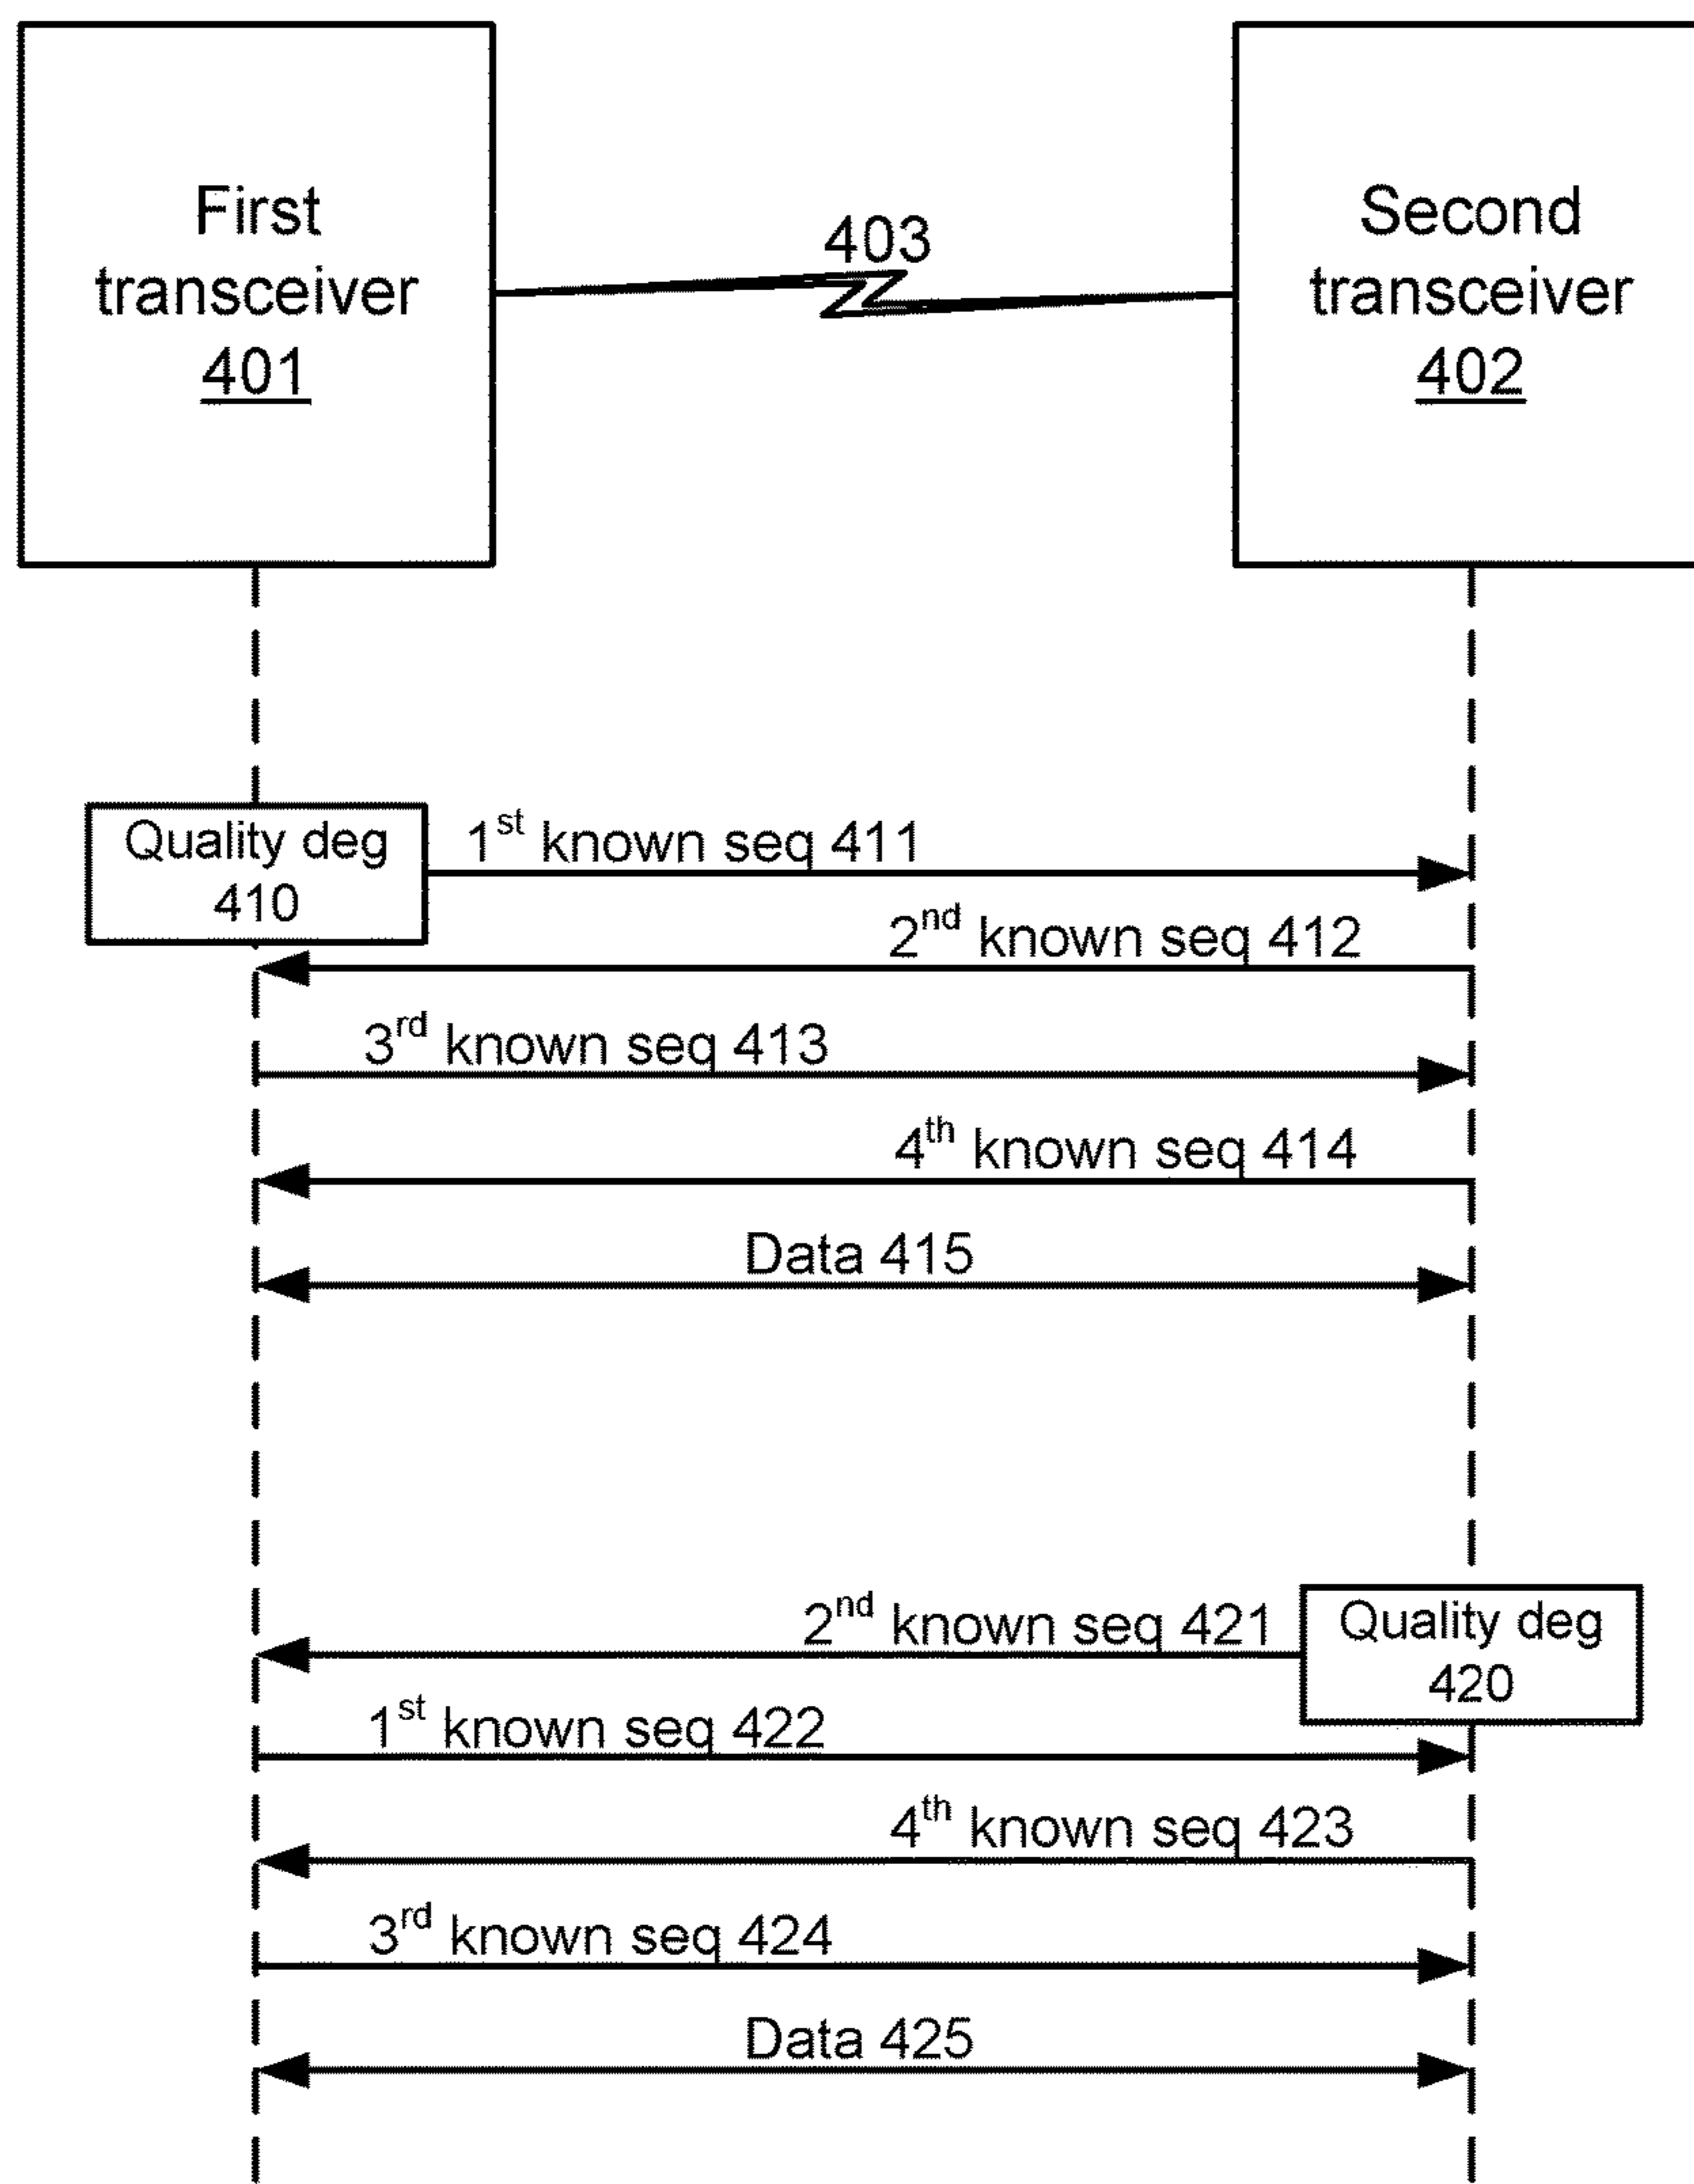 First
transceiver
401
403
Second
transceiver
402
Quality deg
410
1st known seq 411
2nd known seq 412
3rd known seq 413
4th known seq 414
Data 415
2nd known seq 421
Quality deg
420
1st known seq 422
4th known seq 423
3rd known seq 424
Data 425